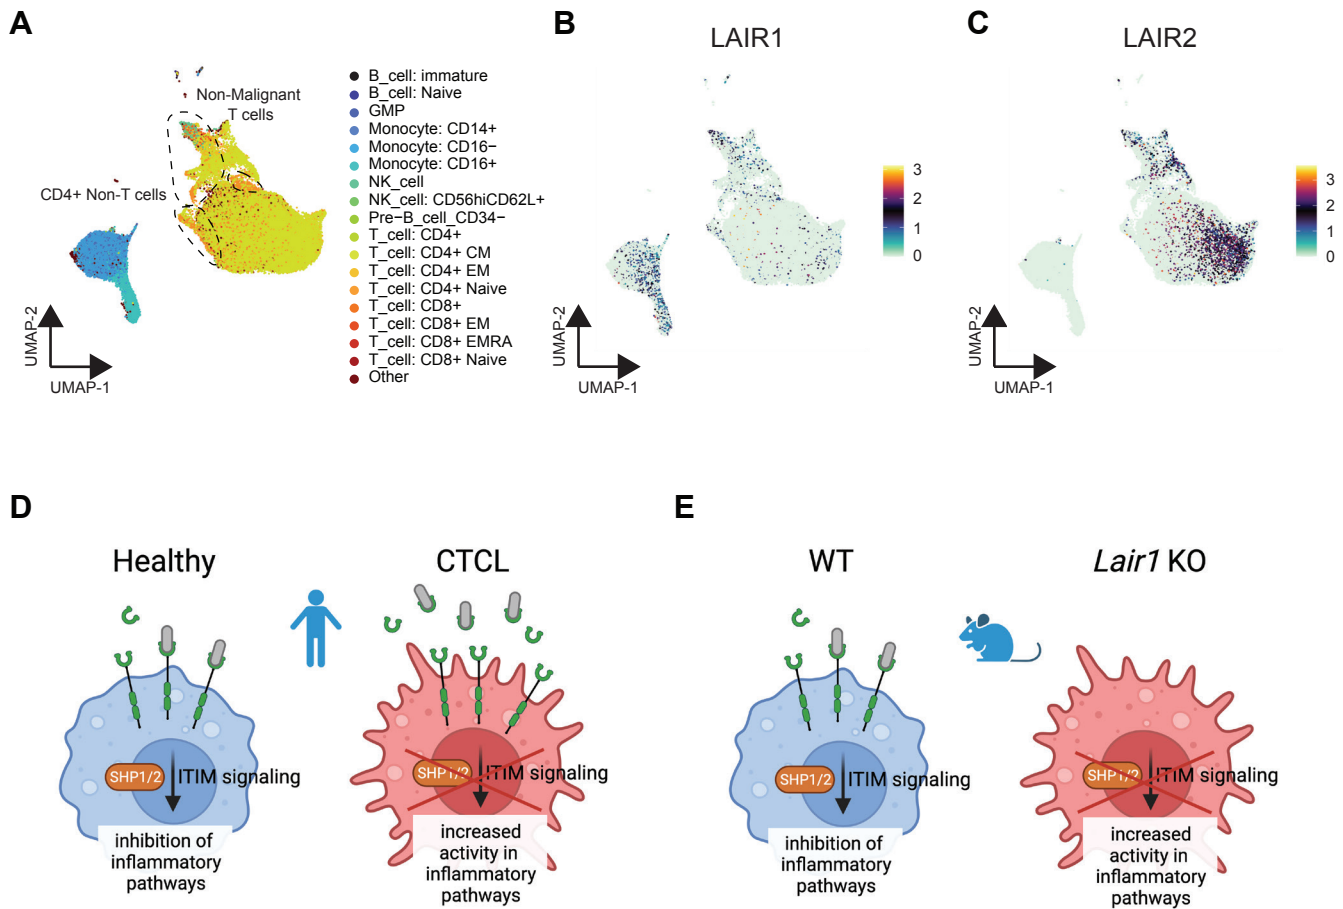 A
Non-Malignant
T cells
CD4+ Non-T cells
UMAP-2
UMAP-1
B_cell: immature
B_cell: Naive
GMP
Monocyte: CD14+
Monocyte: CD16−
Monocyte: CD16+
NK_cell
NK_cell: CD56hiCD62L+
Pre−B_cell_CD34−
T_cell: CD4+
T_cell: CD4+ CM
T_cell: CD4+ EM
T_cell: CD4+ Naive
T_cell: CD8+
T_cell: CD8+ EM
T_cell: CD8+ EMRA
T_cell: CD8+ Naive
Other
B
LAIR1
3
2
1
0
UMAP-2
UMAP-1
C
LAIR2
3
2
1
0
UMAP-2
UMAP-1
D
Healthy
SHP1/2
ITIM signaling
inhibition of
inflammatory
pathways
CTCL
SHP1/2
ITIM signaling
increased
activity in
inflammatory
pathways
E
WT
SHP1/2
ITIM signaling
inhibition of
inflammatory
pathways
Lair1 KO
SHP1/2
ITIM signaling
increased
activity in
inflammatory
pathways